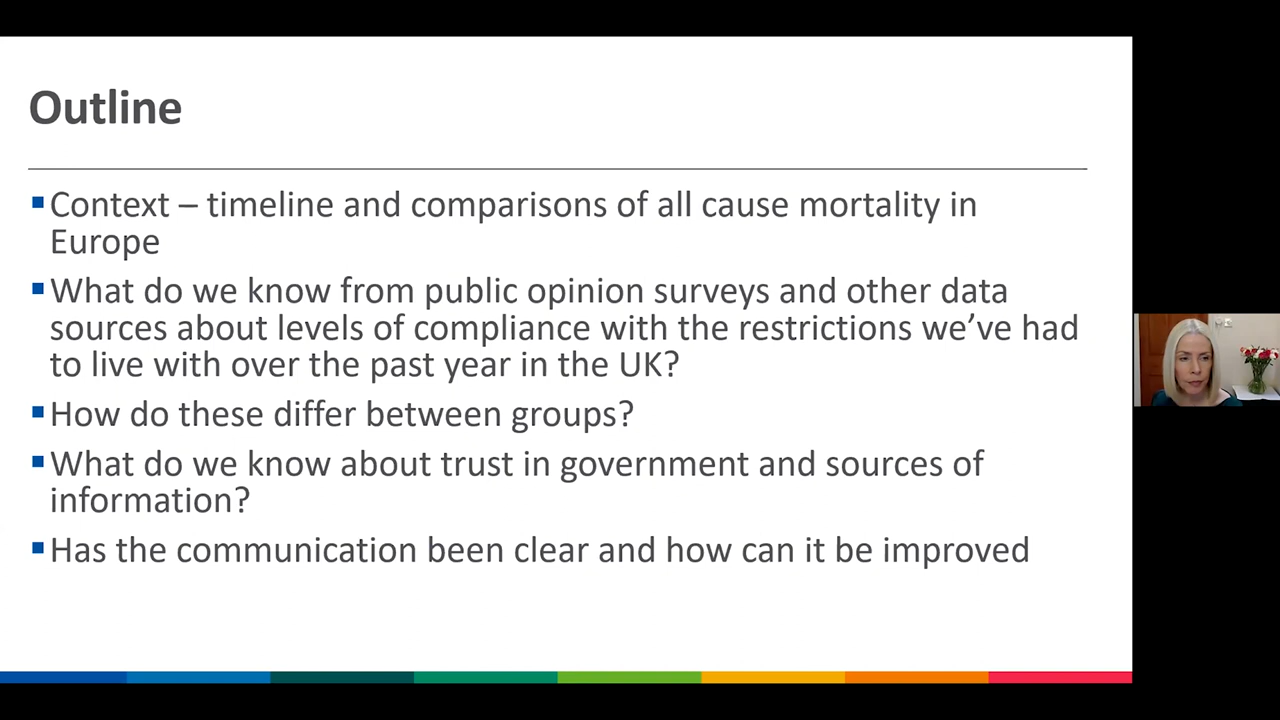 Outline
▪Context – timeline and comparisons of all cause mortality in
Europe
▪What do we know from public opinion surveys and other data
sources about levels of compliance with the restrictions we’ve had
to live with over the past year in the UK?
▪How do these differ between groups?
▪What do we know about trust in government and sources of
information?
▪Has the communication been clear and how can it be improved